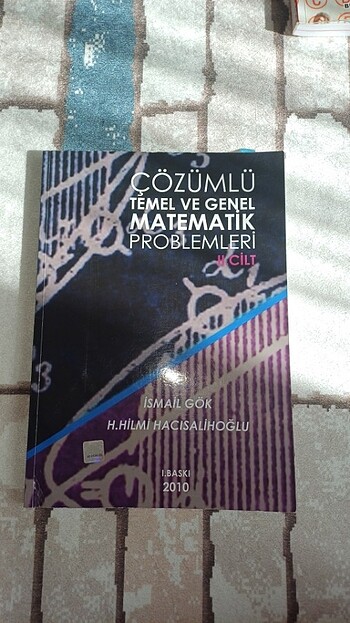 ÇÖZÜMLÜ
TEMEL VE GENEL
MATEMATİK
PROBLEMLERİ
II CİLT
İSMAİL GÖK
H.HİLMİ HACISALİHOĞLU
I.BASKI
2010